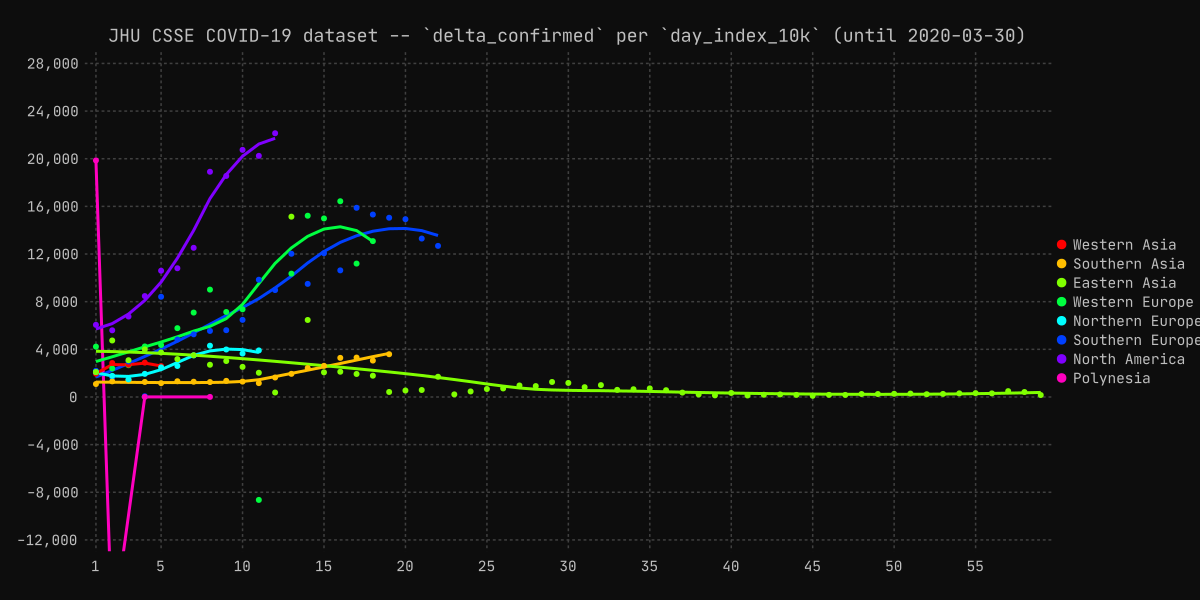 JHU CSSE COVID-19 dataset -- `delta_confirmed` per `day_index_10k` (until 2020-03-30)
28,000
24,000
20,000
16,000
12,000
8,000
4,000
0
-4,000
-8,000
-12,000
1 5 10 15 20 25 30 35 40 45 50 55
Western Asia
Southern Asia
Eastern Asia
Western Europe
Northern Europe
Southern Europe
North America
Polynesia